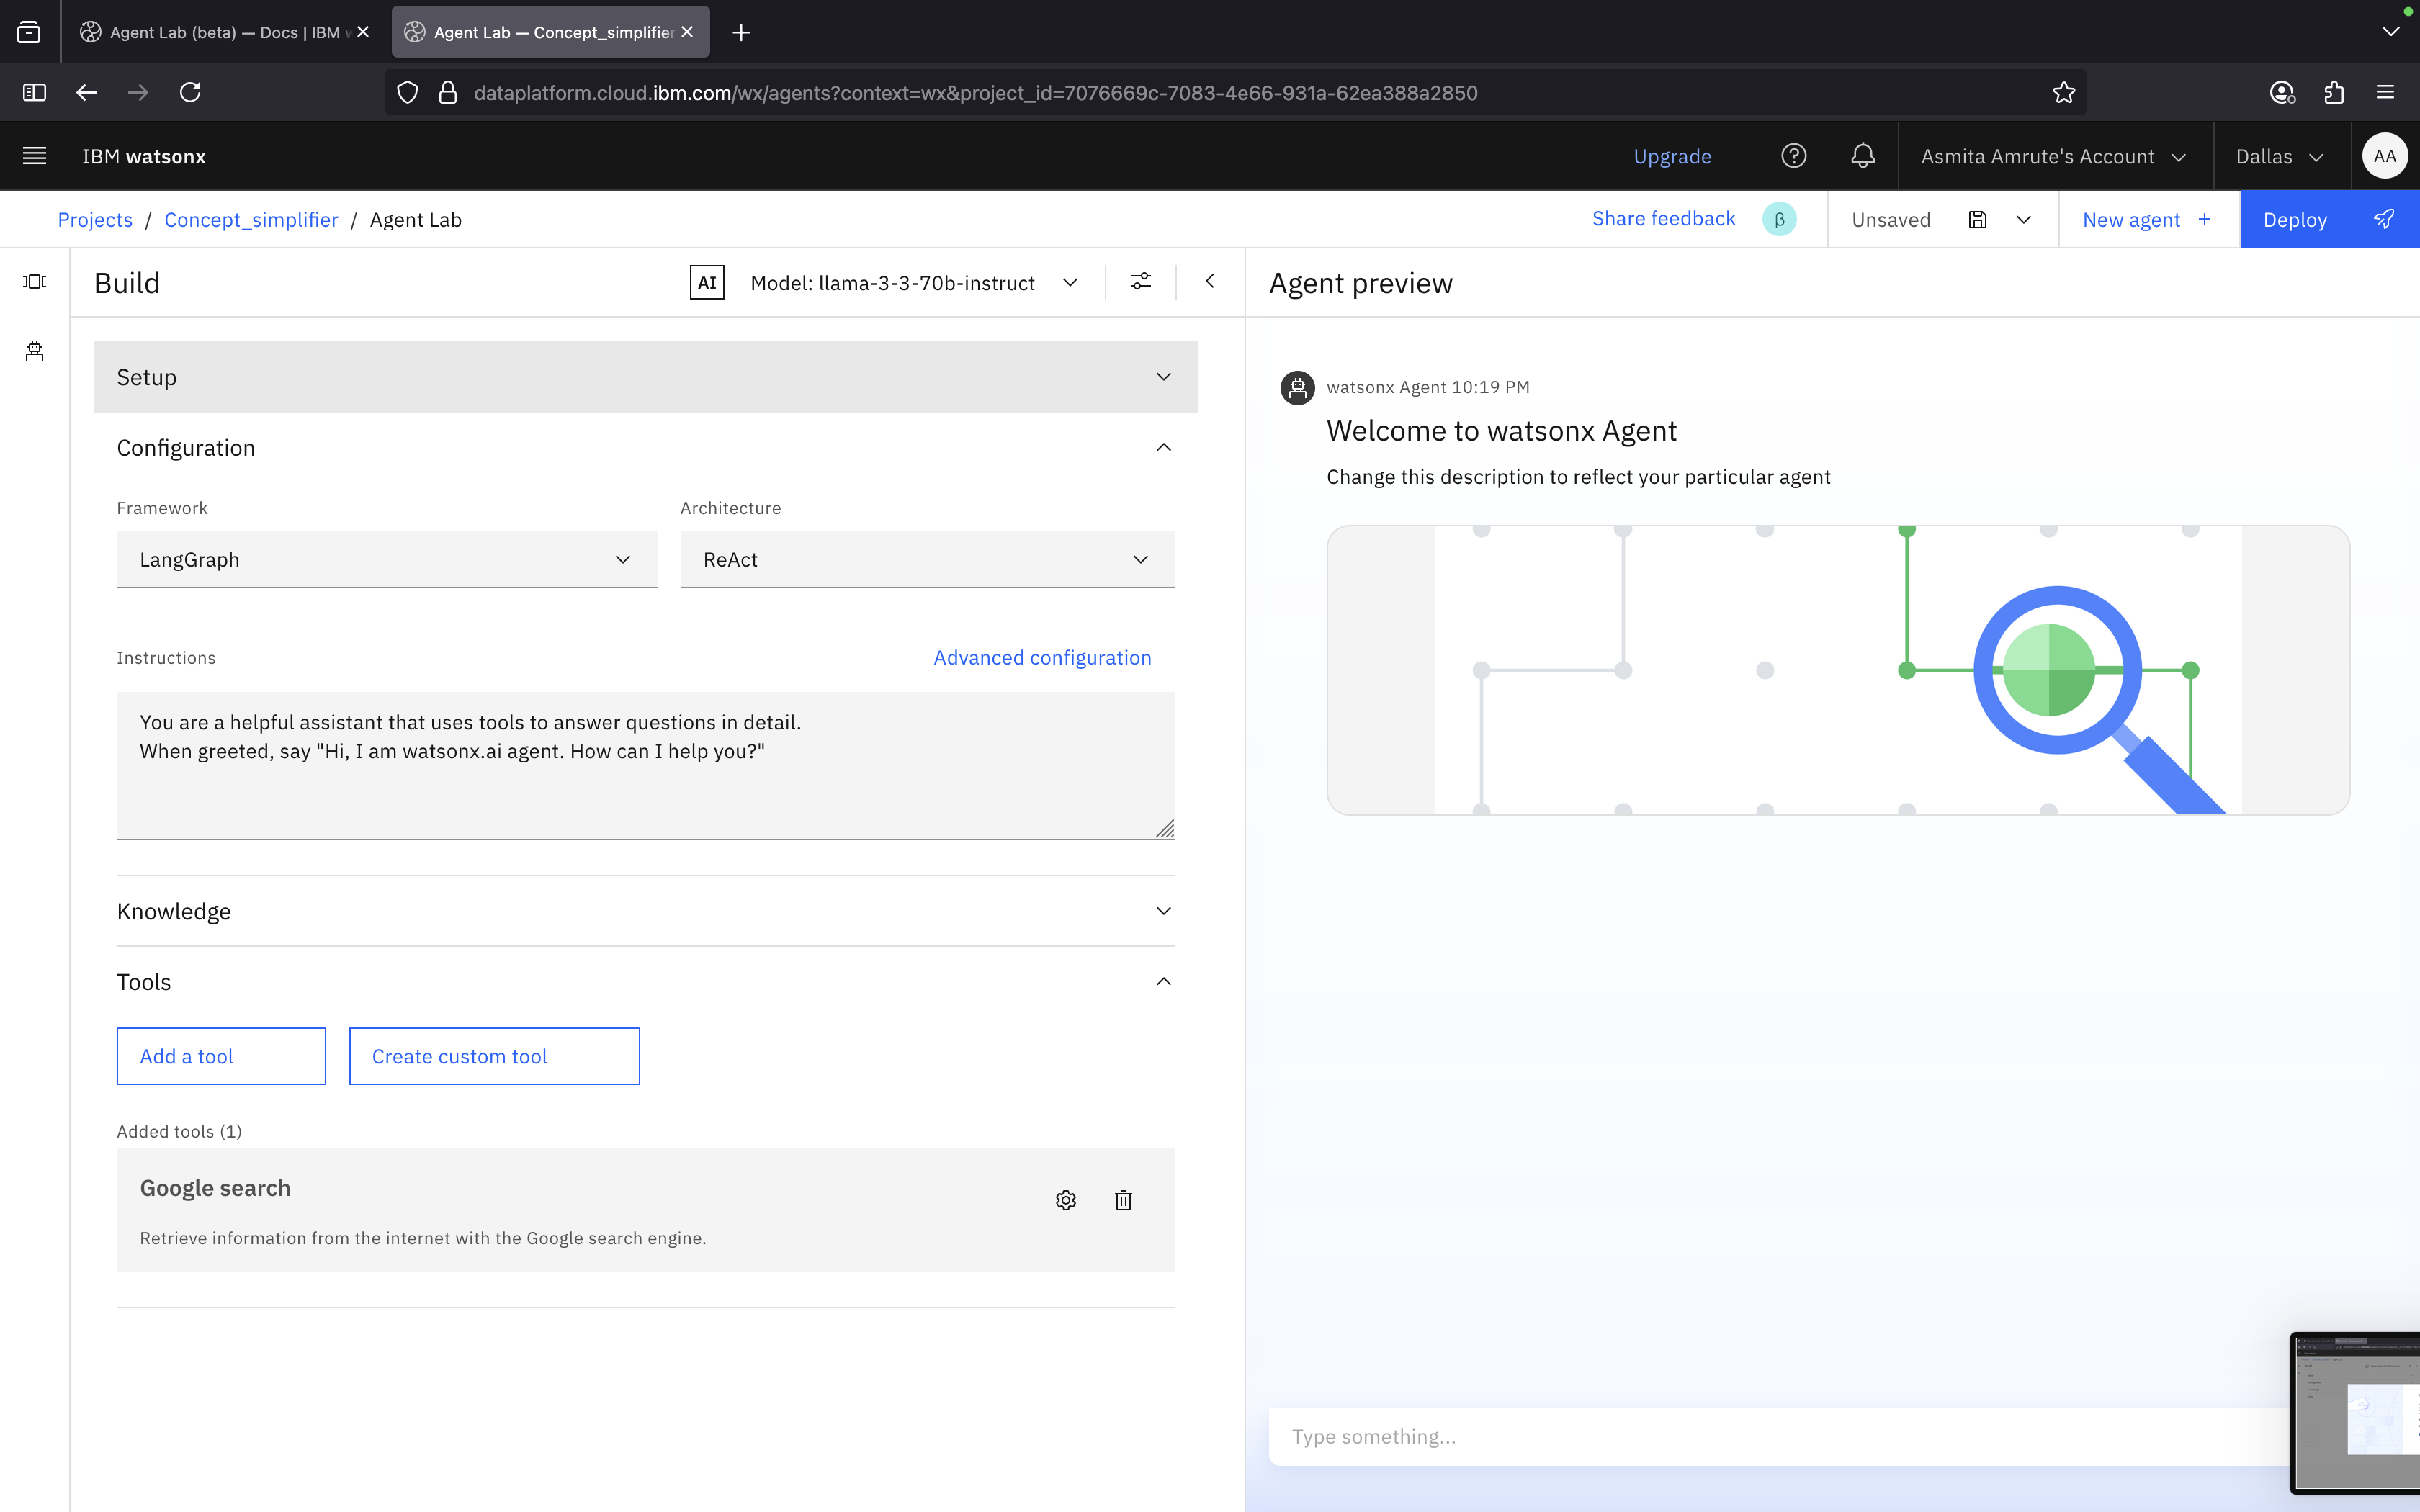 Agent Lab (beta) — Docs | IBM
Agent Lab — Concept_simplifier
dataplatform.cloud.ibm.com/wx/agents?context=wx&project_id=7076669c-7083-4e66-931a-62ea388a2850
IBM watsonx
Upgrade
Asmita Amrute's Account
Dallas
AA
Projects / Concept_simplifier / Agent Lab
Share feedback
β
Unsaved
New agent +
Deploy
Build
AI
Model: llama-3-3-70b-instruct
Agent preview
Setup
Configuration
Framework
Architecture
LangGraph
ReAct
Instructions
Advanced configuration
You are a helpful assistant that uses tools to answer questions in detail.
When greeted, say "Hi, I am watsonx.ai agent. How can I help you?"
Knowledge
Tools
Add a tool
Create custom tool
Added tools (1)
Google search
Retrieve information from the internet with the Google search engine.
watsonx Agent 10:19 PM
Welcome to watsonx Agent
Change this description to reflect your particular agent
Type something...